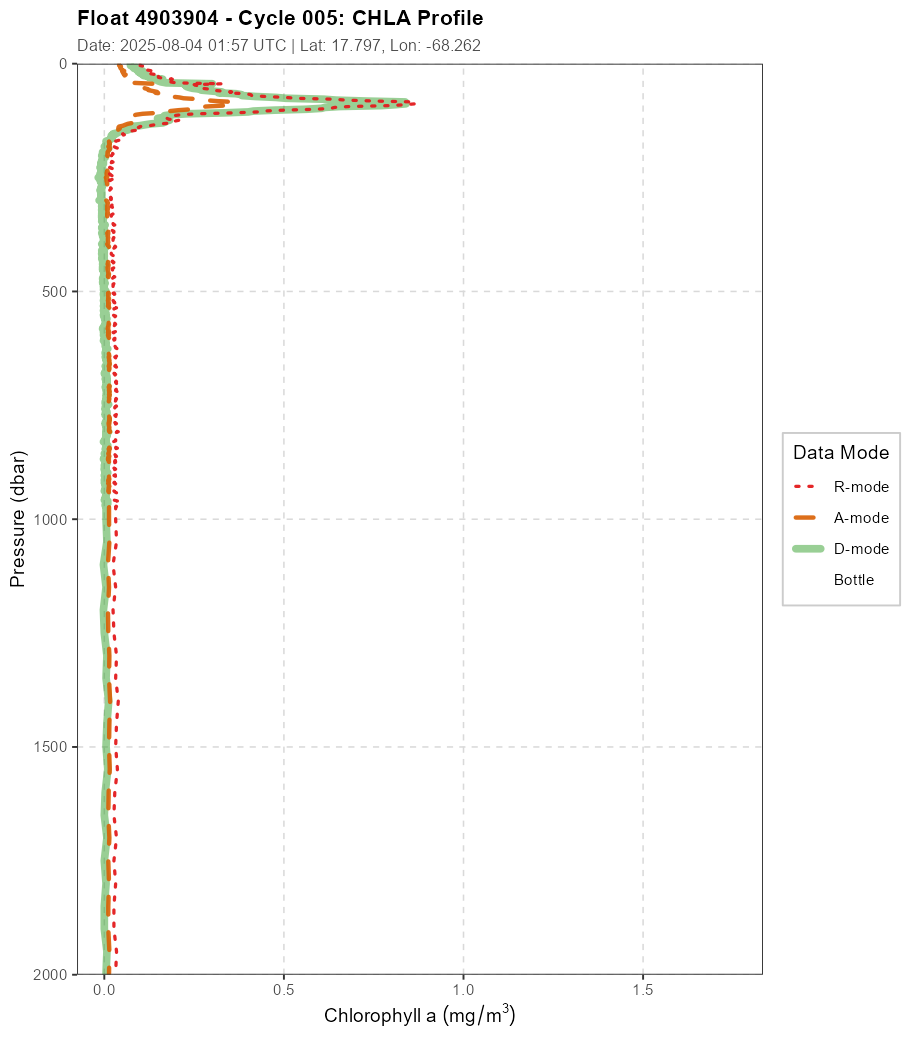 Float 4903904 - Cycle 005: CHLA Profile
Date: 2025-08-04 01:57 UTC | Lat: 17.797, Lon: -68.262
0
500
1000
1500
2000
Pressure (dbar)
0.0 0.5 1.0 1.5
Chlorophyll a (mg/m³)
Data Mode
R-mode
A-mode
D-mode
Bottle